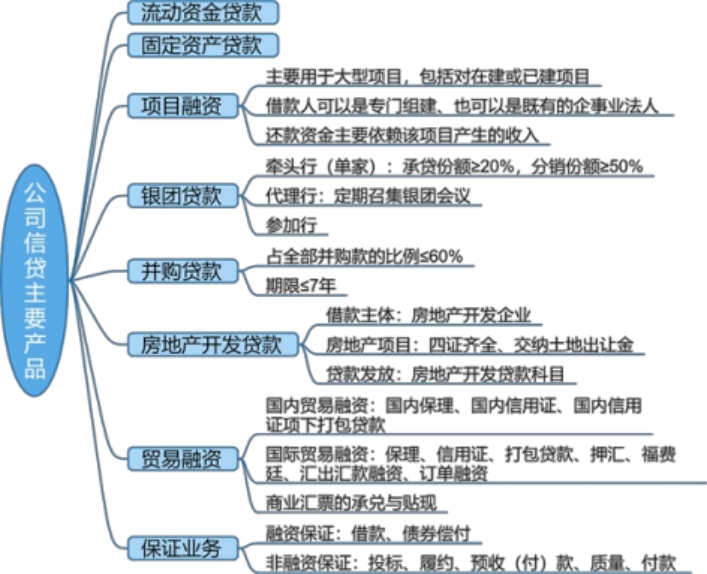 公司信贷主要产品
流动资金贷款
固定资产贷款
项目融资
主要用于大型项目，包括对在建或已建项目
借款人可以是专门组建、也可以是既有的企事业法人
还款资金主要依赖该项目产生的收入
银团贷款
牵头行（单家）：承贷份额≥20%，分销份额≥50%
代理行：定期召集银团会议
参加行
并购贷款
占全部并购款的比例≤60%
期限≤7年
房地产开发贷款
借款主体：房地产开发企业
房地产项目：四证齐全、交纳土地出让金
贷款发放：房地产开发贷款科目
贸易融资
国内贸易融资：国内保理、国内信用证、国内信用
证项下打包贷款
国际贸易融资：保理、信用证、打包贷款、押汇、福费
廷、汇出汇款融资、订单融资
商业汇票的承兑与贴现
保证业务
融资保证：借款、债券偿付
非融资保证：投标、履约、预收（付）款、质量、付款